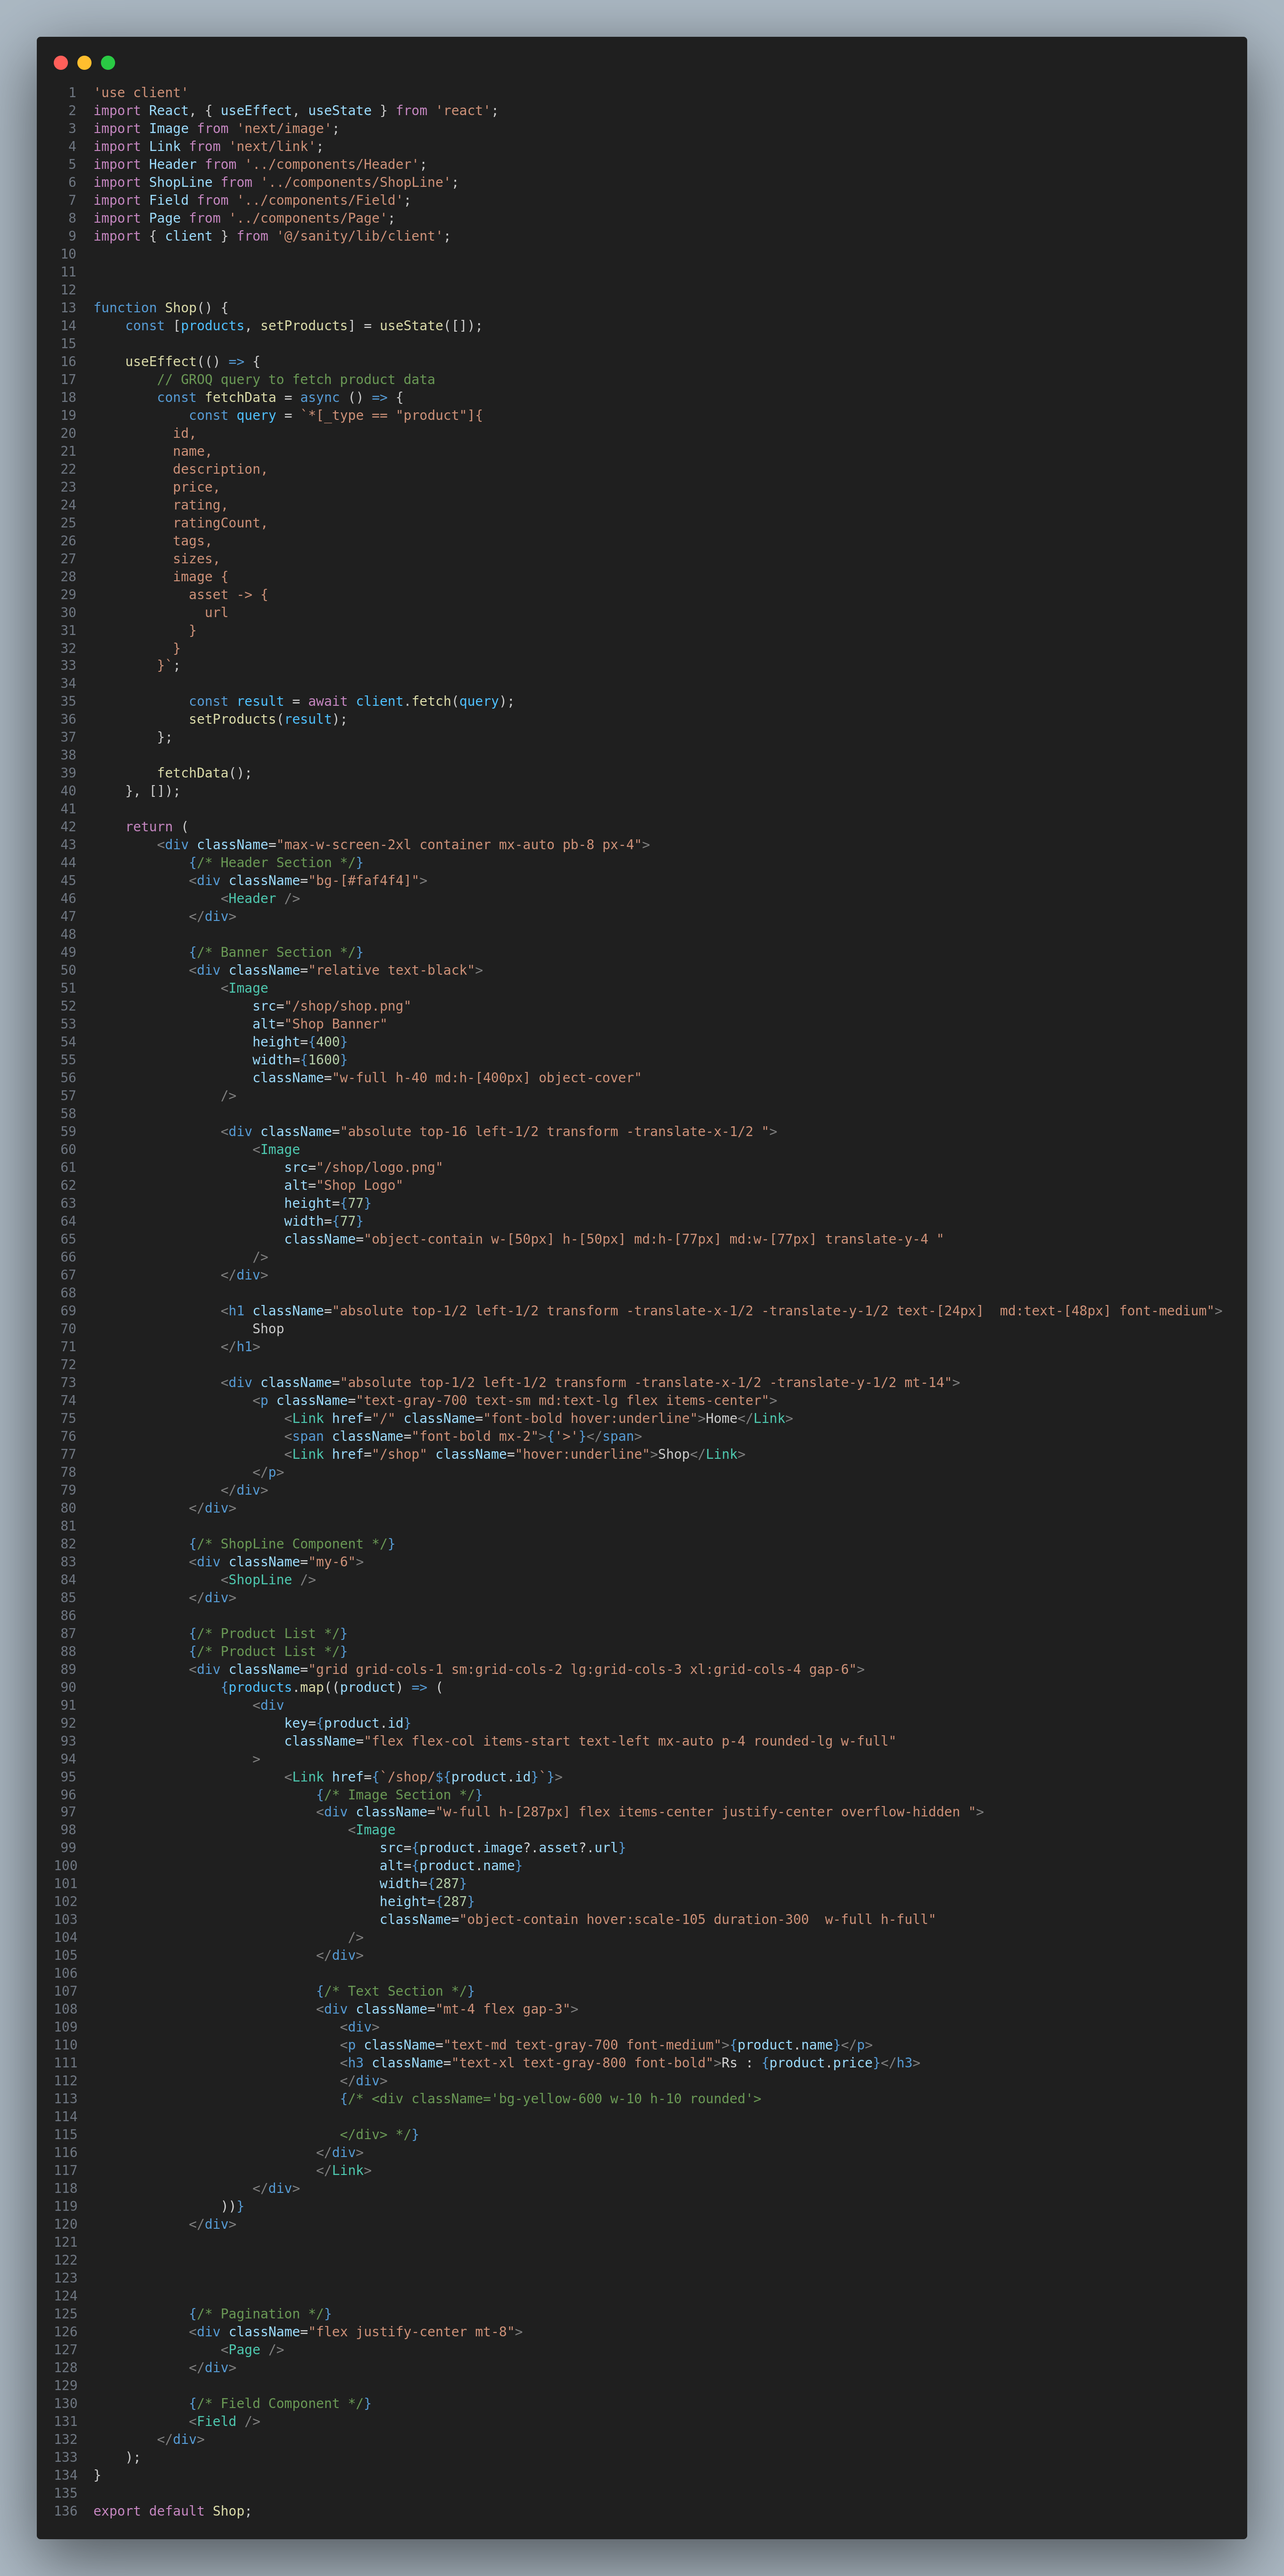 1 'use client'
2 import React, { useEffect, useState } from 'react';
3 import Image from 'next/image';
4 import Link from 'next/link';
5 import Header from '../components/Header';
6 import ShopLine from '../components/ShopLine';
7 import Field from '../components/Field';
8 import Page from '../components/Page';
9 import { client } from '@/sanity/lib/client';
10
11
12
13 function Shop() {
14     const [products, setProducts] = useState([]);
15
16     useEffect(() => {
17         // GROQ query to fetch product data
18         const fetchData = async () => {
19             const query = `*[_type == "product"]{
20           id,
21           name,
22           description,
23           price,
24           rating,
25           ratingCount,
26           tags,
27           sizes,
28           image {
29             asset -> {
30               url
31             }
32           }
33         }`;
34
35             const result = await client.fetch(query);
36             setProducts(result);
37         };
38
39         fetchData();
40     }, []);
41
42     return (
43         <div className="max-w-screen-2xl container mx-auto pb-8 px-4">
44             {/* Header Section */}
45             <div className="bg-[#faf4f4]">
46                 <Header />
47             </div>
48
49             {/* Banner Section */}
50             <div className="relative text-black">
51                 <Image
52                     src="/shop/shop.png"
53                     alt="Shop Banner"
54                     height={400}
55                     width={1600}
56                     className="w-full h-40 md:h-[400px] object-cover"
57                 />
58
59                 <div className="absolute top-16 left-1/2 transform -translate-x-1/2 ">
60                     <Image
61                         src="/shop/logo.png"
62                         alt="Shop Logo"
63                         height={77}
64                         width={77}
65                         className="object-contain w-[50px] h-[50px] md:h-[77px] md:w-[77px] translate-y-4 "
66                     />
67                 </div>
68
69                 <h1 className="absolute top-1/2 left-1/2 transform -translate-x-1/2 -translate-y-1/2 text-[24px]  md:text-[48px] font-medium">
70                     Shop
71                 </h1>
72
73                 <div className="absolute top-1/2 left-1/2 transform -translate-x-1/2 -translate-y-1/2 mt-14">
74                     <p className="text-gray-700 text-sm md:text-lg flex items-center">
75                         <Link href="/" className="font-bold hover:underline">Home</Link>
76                         <span className="font-bold mx-2">{'>'}</span>
77                         <Link href="/shop" className="hover:underline">Shop</Link>
78                     </p>
79                 </div>
80             </div>
81
82             {/* ShopLine Component */}
83             <div className="my-6">
84                 <ShopLine />
85             </div>
86
87             {/* Product List */}
88             {/* Product List */}
89             <div className="grid grid-cols-1 sm:grid-cols-2 lg:grid-cols-3 xl:grid-cols-4 gap-6">
90                 {products.map((product) => (
91                     <div
92                         key={product.id}
93                         className="flex flex-col items-start text-left mx-auto p-4 rounded-lg w-full"
94                     >
95                         <Link href={`/shop/${product.id}`}>
96                             {/* Image Section */}
97                             <div className="w-full h-[287px] flex items-center justify-center overflow-hidden ">
98                                 <Image
99                                     src={product.image?.asset?.url}
100                                     alt={product.name}
101                                     width={287}
102                                     height={287}
103                                     className="object-contain hover:scale-105 duration-300  w-full h-full"
104                                 />
105                             </div>
106
107                             {/* Text Section */}
108                             <div className="mt-4 flex gap-3">
109                                <div>
110                                <p className="text-md text-gray-700 font-medium">{product.name}</p>
111                                <h3 className="text-xl text-gray-800 font-bold">Rs : {product.price}</h3>
112                                </div>
113                                {/* <div className='bg-yellow-600 w-10 h-10 rounded'>
114
115                                </div> */}
116                             </div>
117                             </Link>
118                     </div>
119                 ))}
120             </div>
121
122
123
124
125             {/* Pagination */}
126             <div className="flex justify-center mt-8">
127                 <Page />
128             </div>
129
130             {/* Field Component */}
131             <Field />
132         </div>
133     );
134 }
135
136 export default Shop;